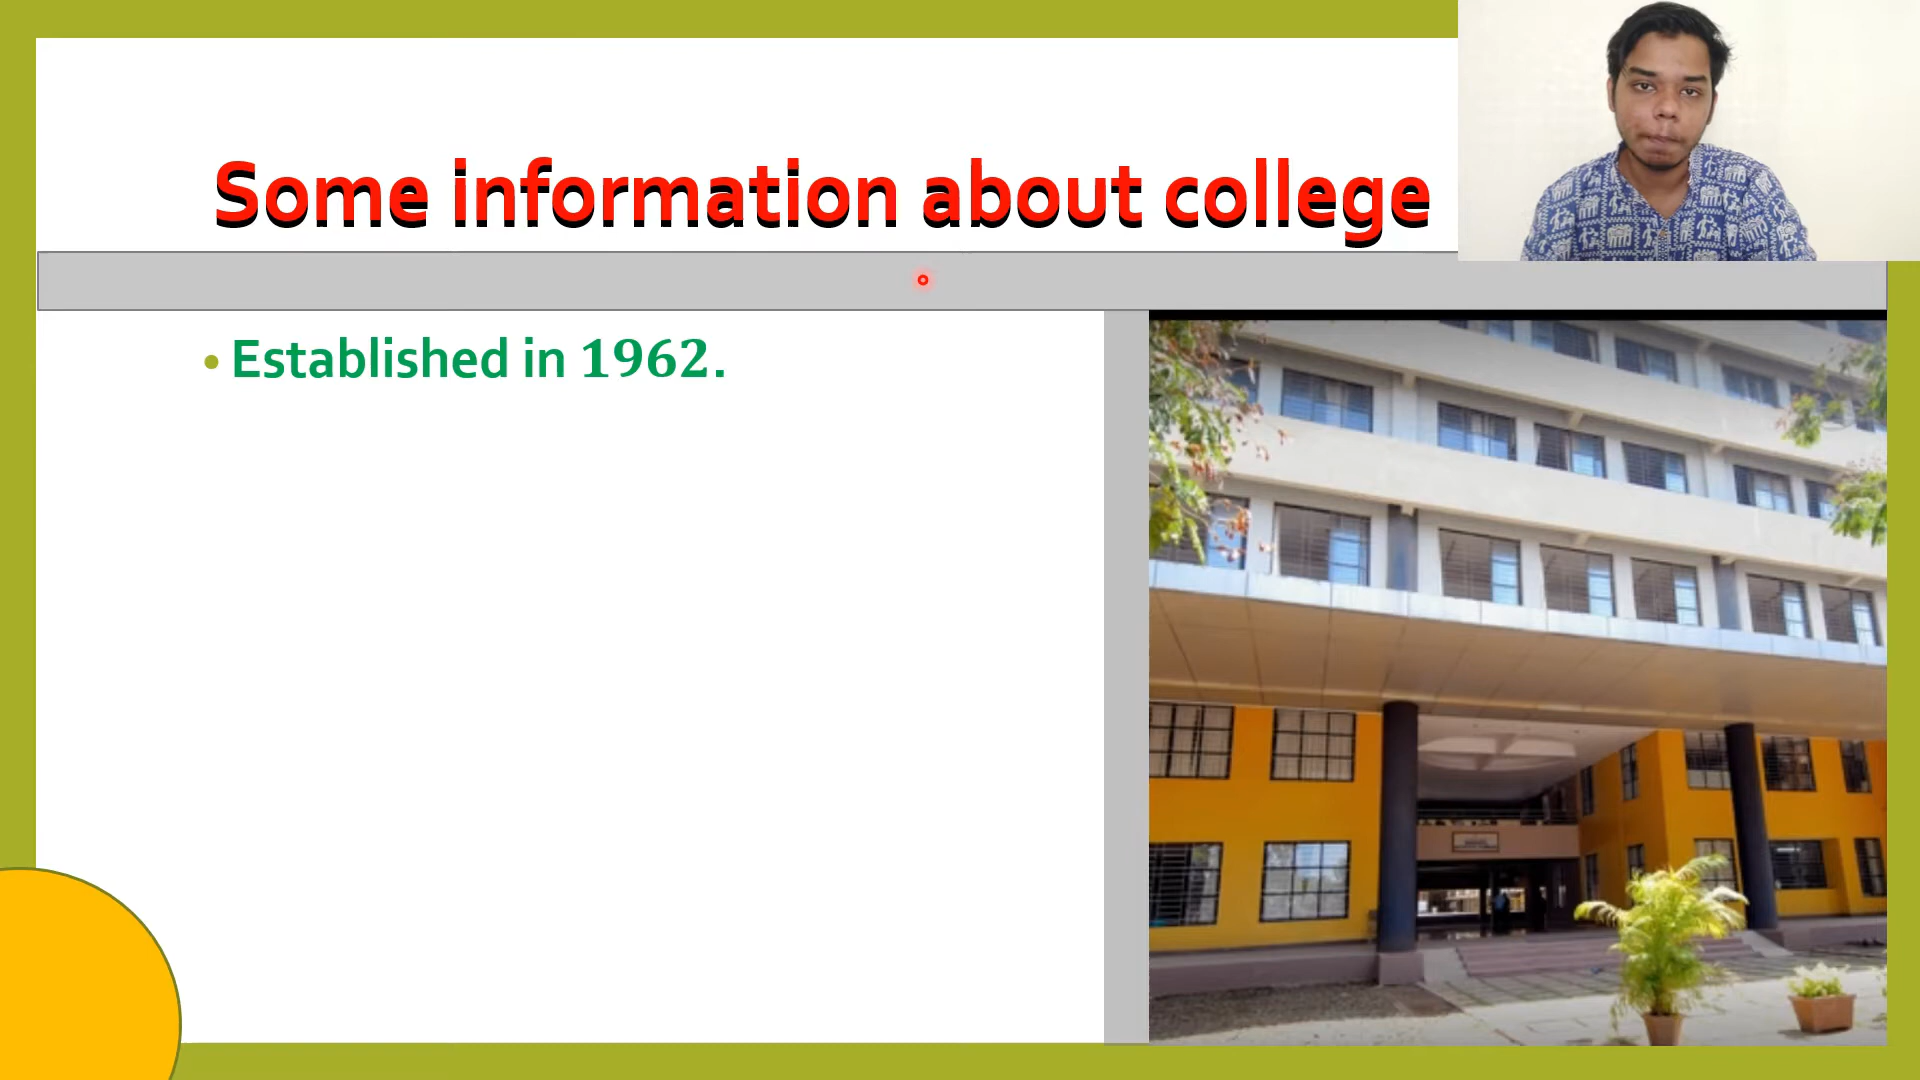 Some information about college
• Established in 1962.